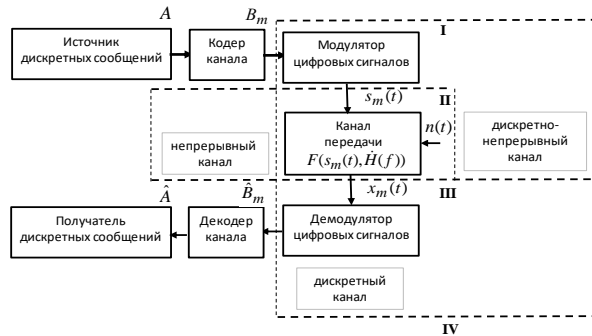 A
B_m
I
Источник
дискретных сообщений
Кодер
канала
Модулятор
цифровых сигналов
s_m(t)
II
непрерывный
канал
Канал
передачи
F(s_m(t),Ḣ(f))
n(t)
дискретно-
непрерывный
канал
x_m(t)
III
Â
B̂_m
Получатель
дискретных сообщений
Декодер
канала
Демодулятор
цифровых сигналов
дискретный
канал
IV